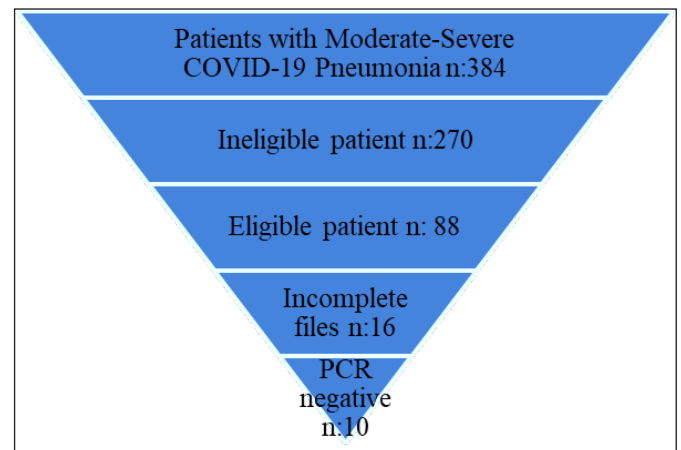 Patients with Moderate-Severe
COVID-19 Pneumonia n:384
Ineligible patient n:270
Eligible patient n: 88
Incomplete
files n:16
PCR
negative
n:10